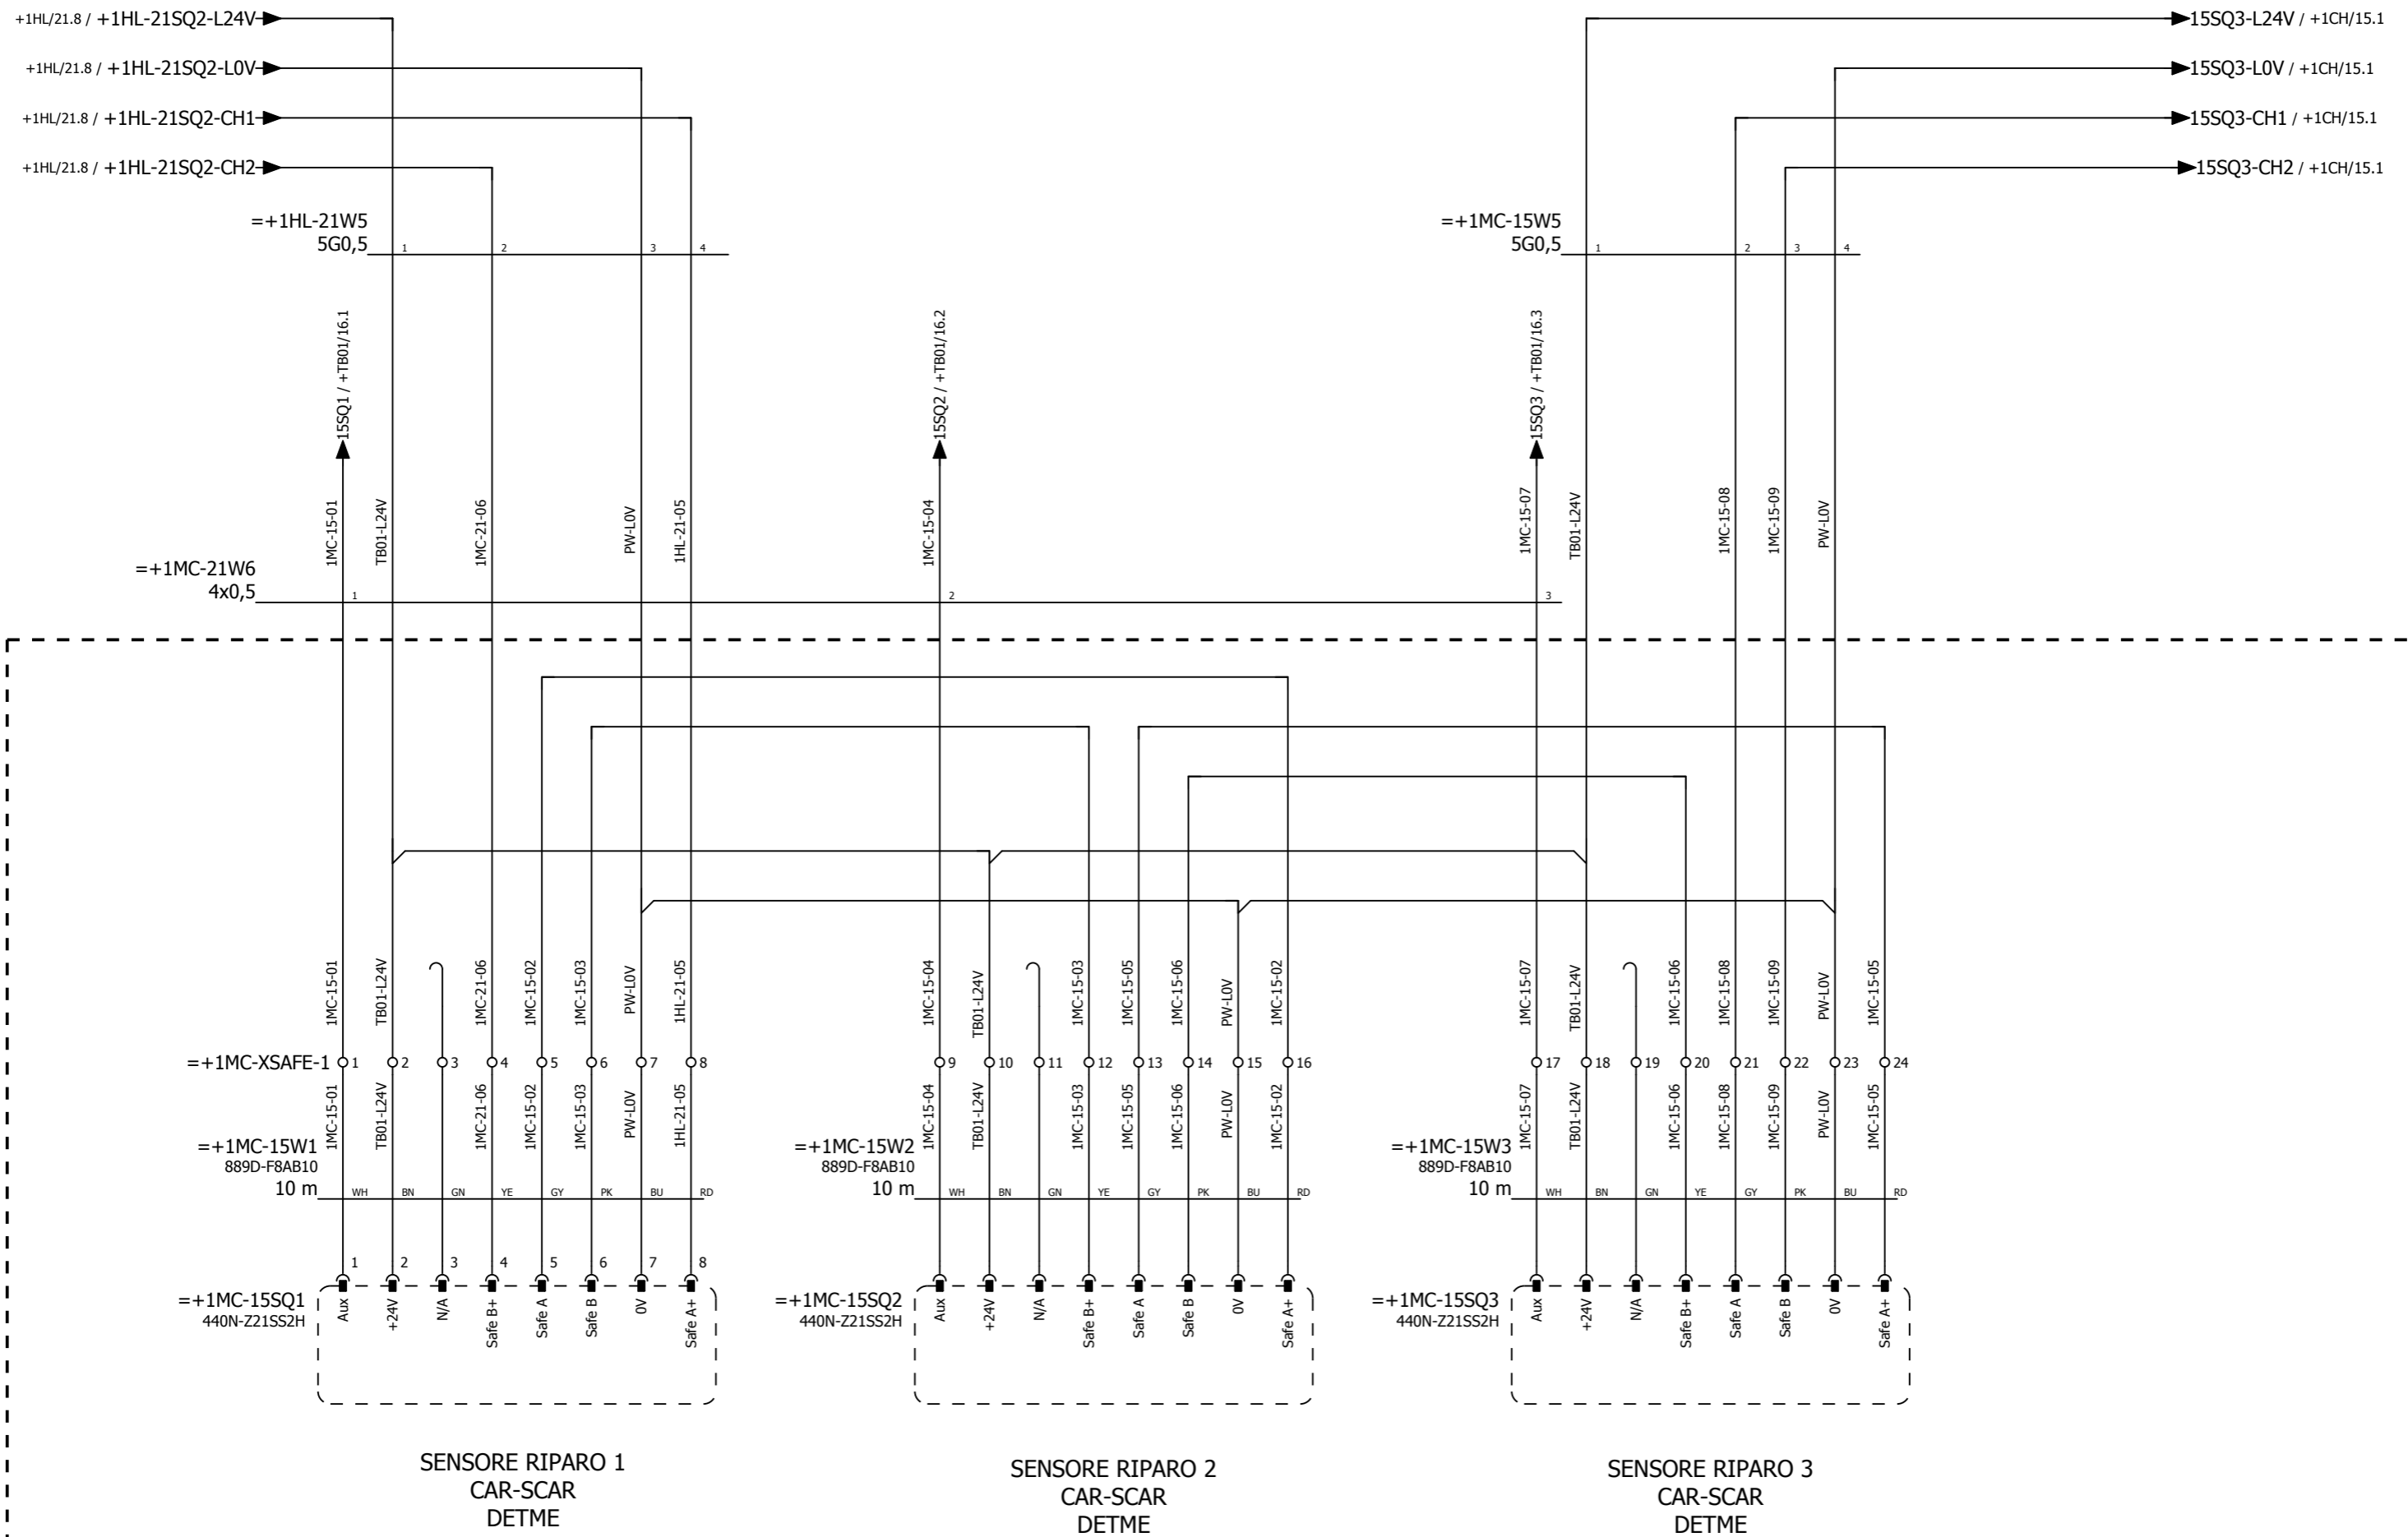 +1HL/21.8 / +1HL-21SQ2-L24V
15SQ3-L24V / +1CH/15.1
+1HL/21.8 / +1HL-21SQ2-L0V
15SQ3-L0V / +1CH/15.1
+1HL/21.8 / +1HL-21SQ2-CH1
15SQ3-CH1 / +1CH/15.1
+1HL/21.8 / +1HL-21SQ2-CH2
15SQ3-CH2 / +1CH/15.1
=+1HL-21W5
5G0,5
1 2 3 4
=+1MC-15W5
5G0,5
1 2 3 4
15SQ1 / +TB01/16.1
15SQ2 / +TB01/16.2
15SQ3 / +TB01/16.3
1MC-15-01
TB01-L24V
1MC-21-06
PW-L0V
1HL-21-05
1MC-15-04
1MC-15-07
TB01-L24V
1MC-15-08
1MC-15-09
PW-L0V
=+1MC-21W6
4x0,5
1 2 3
1MC-15-01
TB01-L24V
1MC-21-06
1MC-15-02
1MC-15-03
PW-L0V
1HL-21-05
1MC-15-04
TB01-L24V
1MC-15-03
1MC-15-05
1MC-15-06
PW-L0V
1MC-15-02
1MC-15-07
TB01-L24V
1MC-15-06
1MC-15-08
1MC-15-09
PW-L0V
1MC-15-05
=+1MC-XSAFE-1
1 2 3 4 5 6 7 8
9 10 11 12 13 14 15 16
17 18 19 20 21 22 23 24
1MC-15-01
TB01-L24V
1MC-21-06
1MC-15-02
1MC-15-03
PW-L0V
1HL-21-05
1MC-15-04
TB01-L24V
1MC-15-03
1MC-15-05
1MC-15-06
PW-L0V
1MC-15-02
1MC-15-07
TB01-L24V
1MC-15-06
1MC-15-08
1MC-15-09
PW-L0V
1MC-15-05
=+1MC-15W1
889D-F8AB10
10 m
WH BN GN YE GY PK BU RD
=+1MC-15W2
889D-F8AB10
10 m
WH BN GN YE GY PK BU RD
=+1MC-15W3
889D-F8AB10
10 m
WH BN GN YE GY PK BU RD
1 2 3 4 5 6 7 8
=+1MC-15SQ1
440N-Z21SS2H
Aux
+24V
N/A
Safe B+
Safe A
Safe B
0V
Safe A+
=+1MC-15SQ2
440N-Z21SS2H
Aux
+24V
N/A
Safe B+
Safe A
Safe B
0V
Safe A+
=+1MC-15SQ3
440N-Z21SS2H
Aux
+24V
N/A
Safe B+
Safe A
Safe B
0V
Safe A+
SENSORE RIPARO 1
CAR-SCAR
DETME
SENSORE RIPARO 2
CAR-SCAR
DETME
SENSORE RIPARO 3
CAR-SCAR
DETME